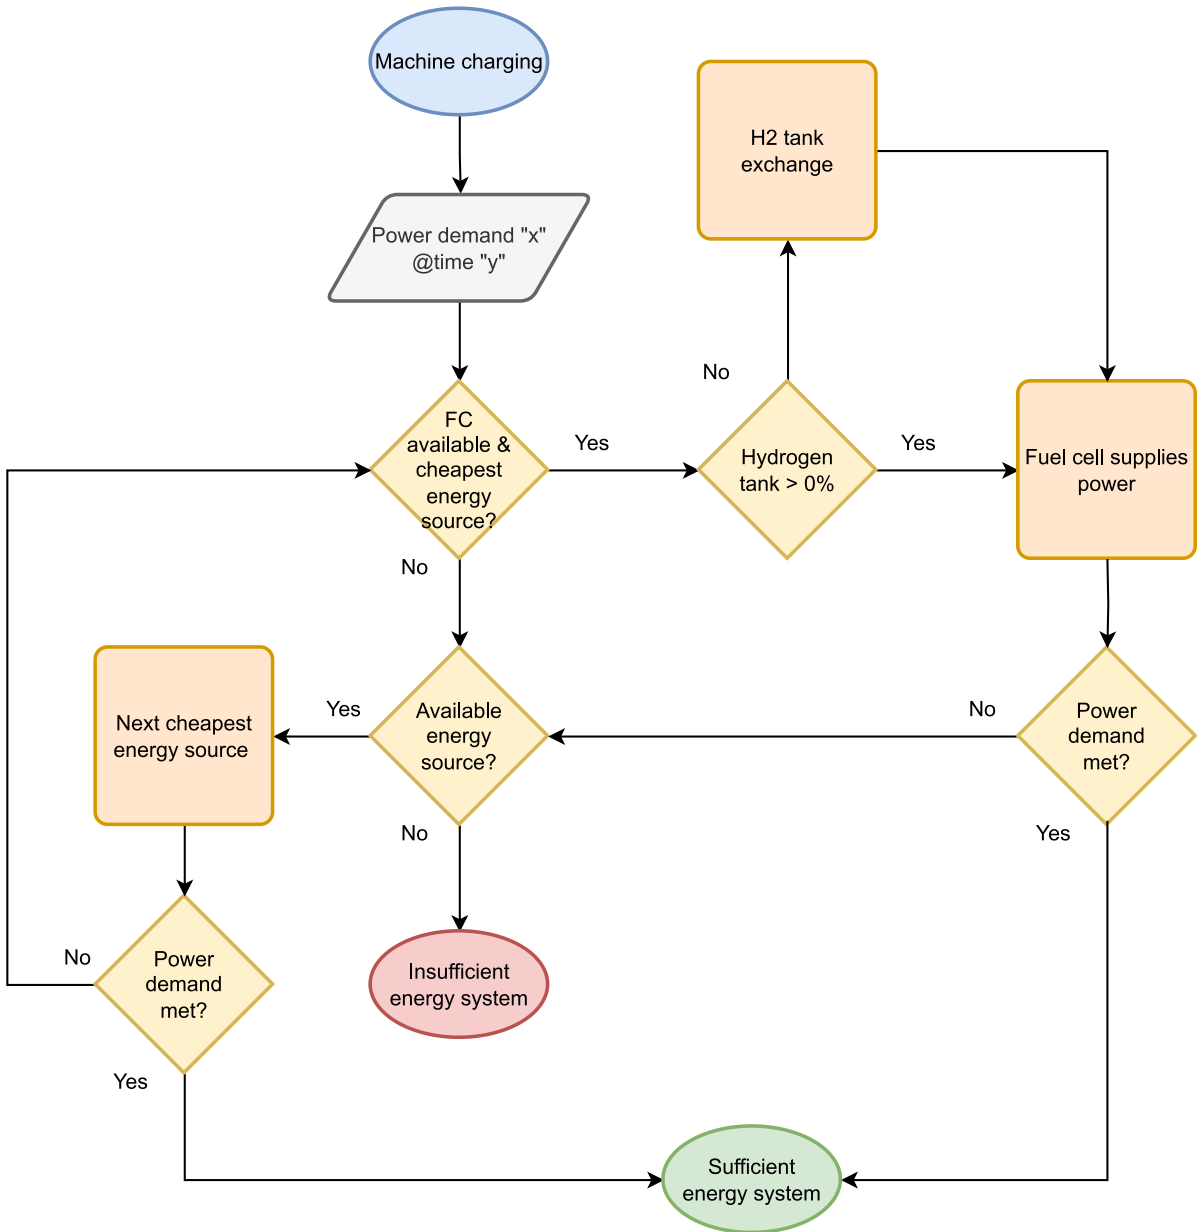 Machine charging
H2 tank
exchange
Power demand "x"
@time "y"
No
FC
available &
cheapest
energy
source?
Yes
Hydrogen
tank > 0%
Yes
Fuel cell supplies
power
No
Next cheapest
energy source
Yes
Available
energy
source?
No
Power
demand
met?
No
Yes
No
Power
demand
met?
Insufficient
energy system
Yes
Sufficient
energy system